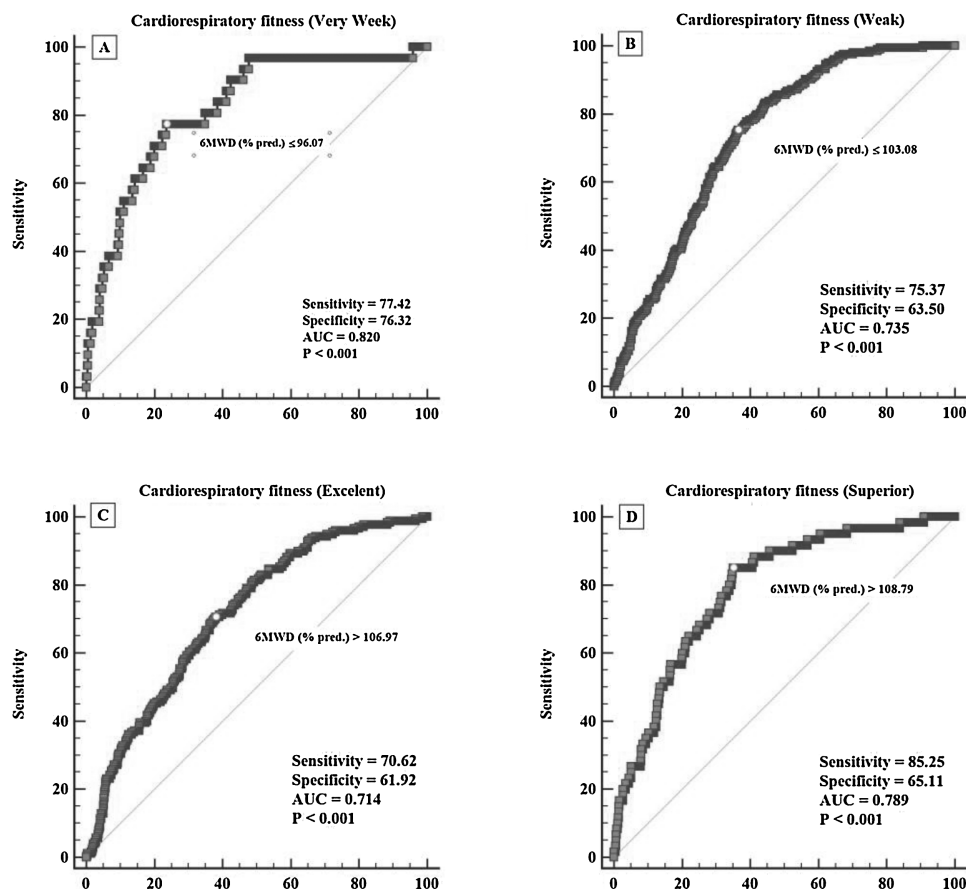 Cardiorespiratory fitness (Very Week)
A
100
80
60
40
20
0
Sensitivity
6MWD (% pred.) ≤96.07
Sensitivity = 77.42
Specificity = 76.32
AUC = 0.820
P < 0.001
0 20 40 60 80 100
Cardiorespiratory fitness (Weak)
B
100
80
60
40
20
0
Sensitivity
6MWD (% pred.) ≤ 103.08
Sensitivity = 75.37
Specificity = 63.50
AUC = 0.735
P < 0.001
0 20 40 60 80 100
Cardiorespiratory fitness (Excelent)
C
100
80
60
40
20
0
Sensitivity
6MWD (% pred.) > 106.97
Sensitivity = 70.62
Specificity = 61.92
AUC = 0.714
P < 0.001
0 20 40 60 80 100
Cardiorespiratory fitness (Superior)
D
100
80
60
40
20
0
Sensitivity
6MWD (% pred.) > 108.79
Sensitivity = 85.25
Specificity = 65.11
AUC = 0.789
P < 0.001
0 20 40 60 80 100